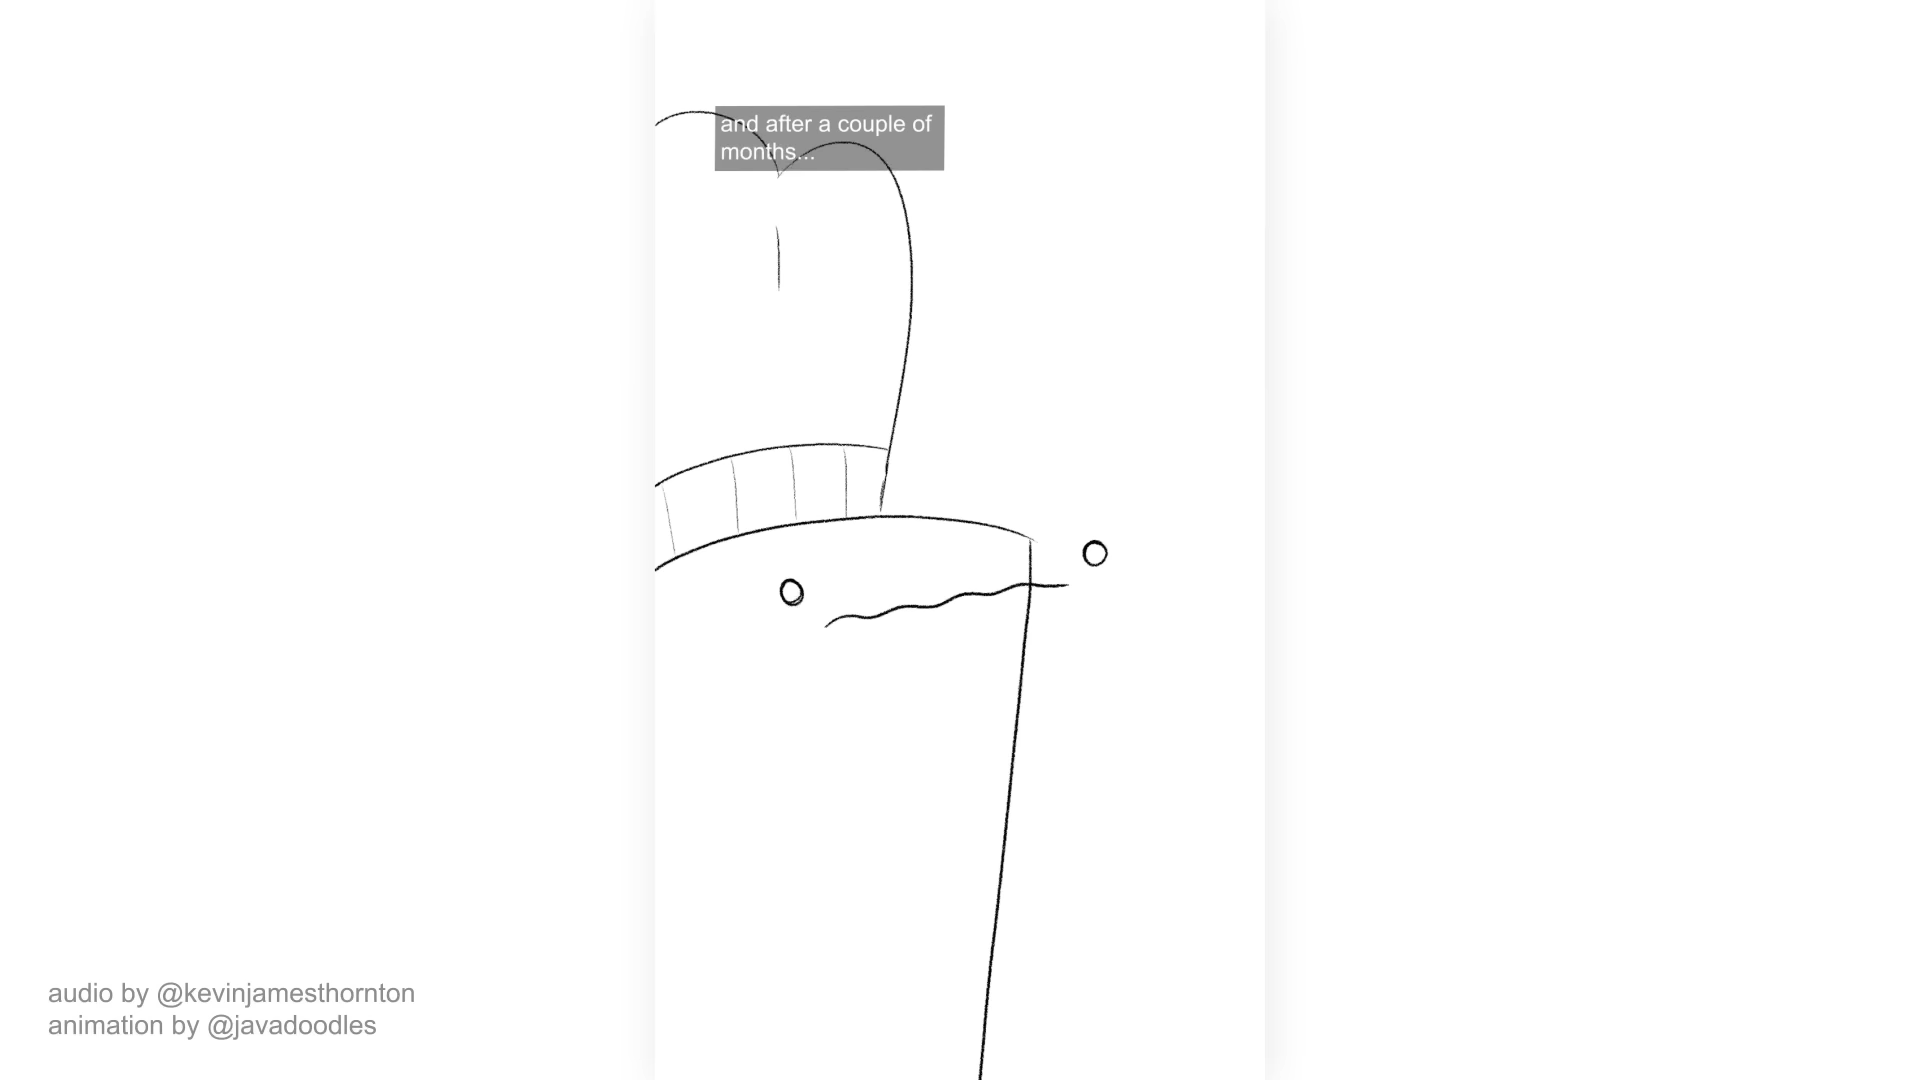 and after a couple of
months...
audio by @kevinjamesthornton
animation by @javadoodles